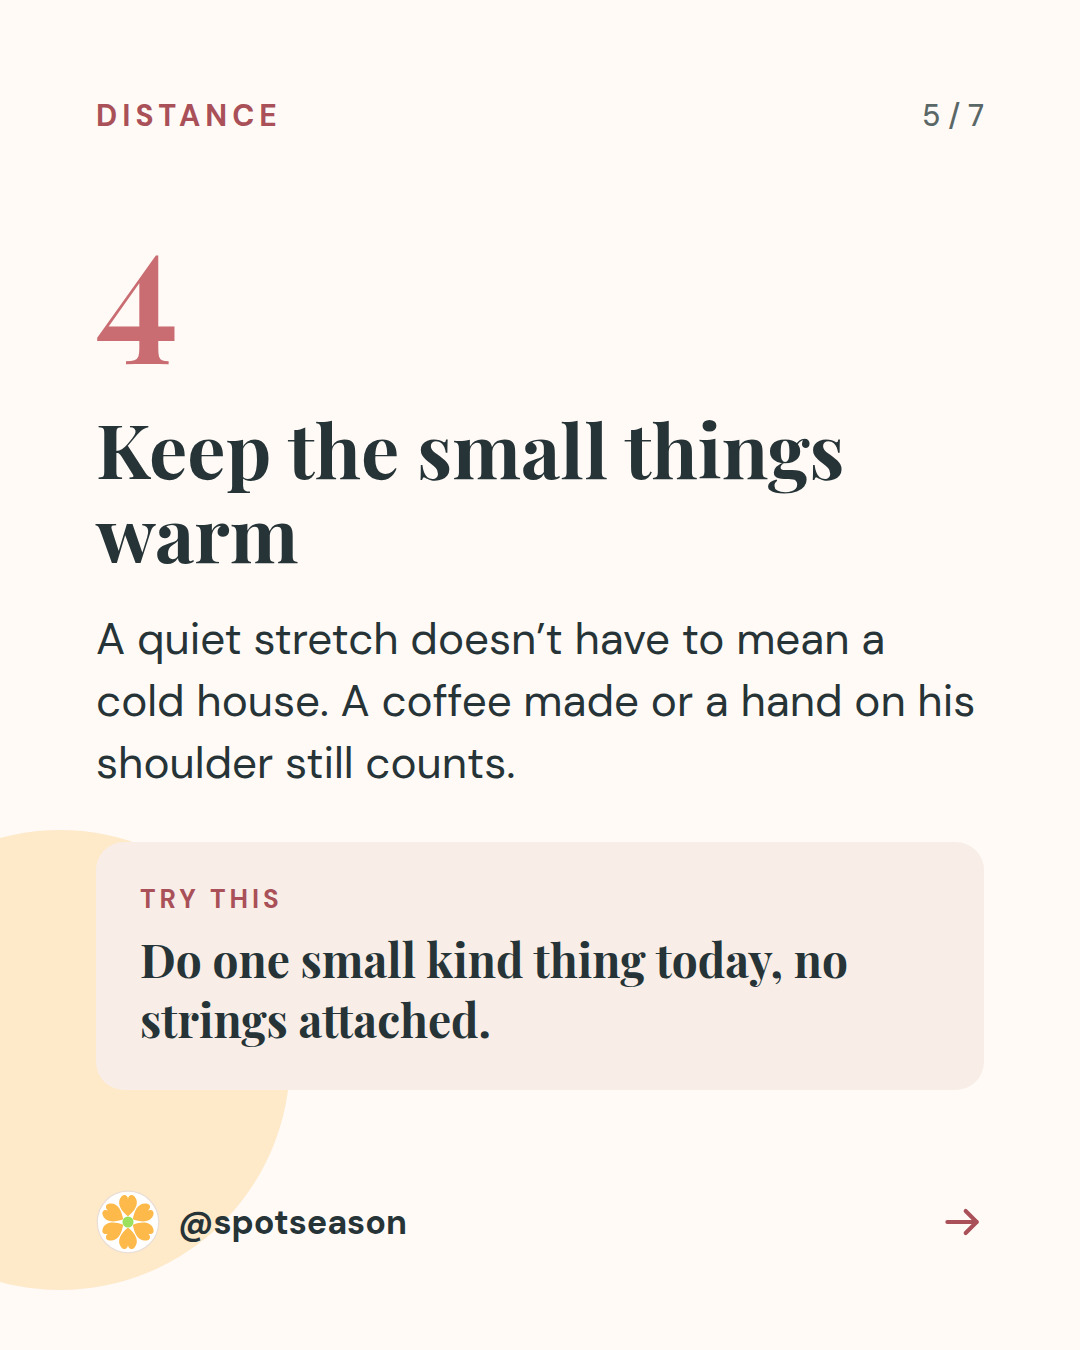 DISTANCE
5 / 7
4
Keep the small things
warm
A quiet stretch doesn’t have to mean a
cold house. A coffee made or a hand on his
shoulder still counts.
TRY THIS
Do one small kind thing today, no
strings attached.
@spotseason